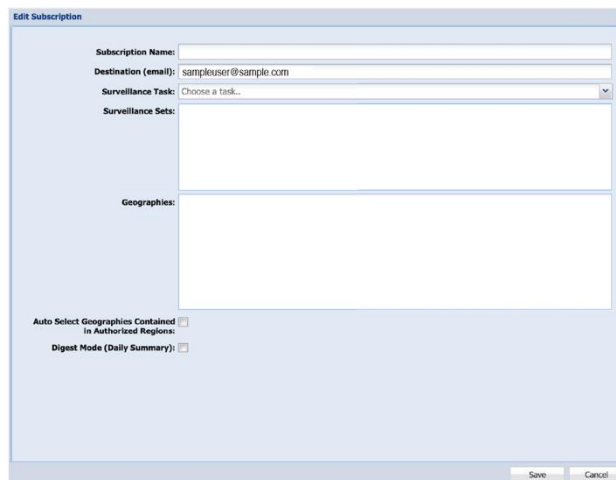 Edit Subscription
Subscription Name:
Destination (email): sampleuser@sample.com
Surveillance Task: Choose a task..
Surveillance Sets:
Geographies:
Auto Select Geographies Contained
in Authorized Regions:
Digest Mode (Daily Summary):
Save Cancel